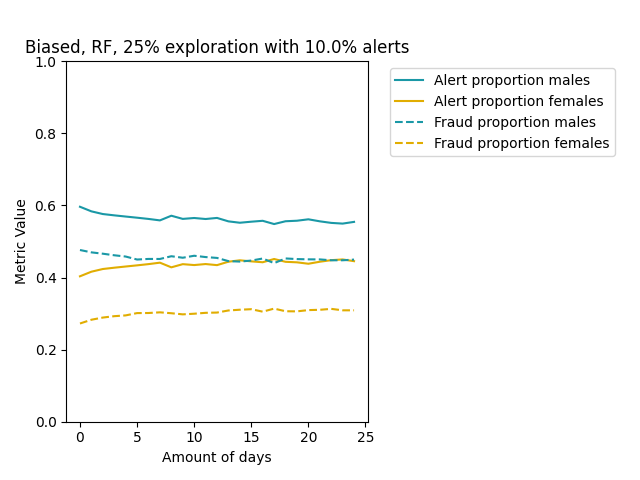 Biased, RF, 25% exploration with 10.0% alerts
Alert proportion males
Alert proportion females
Fraud proportion males
Fraud proportion females
Metric Value
1.0
0.8
0.6
0.4
0.2
0.0
0 5 10 15 20 25
Amount of days